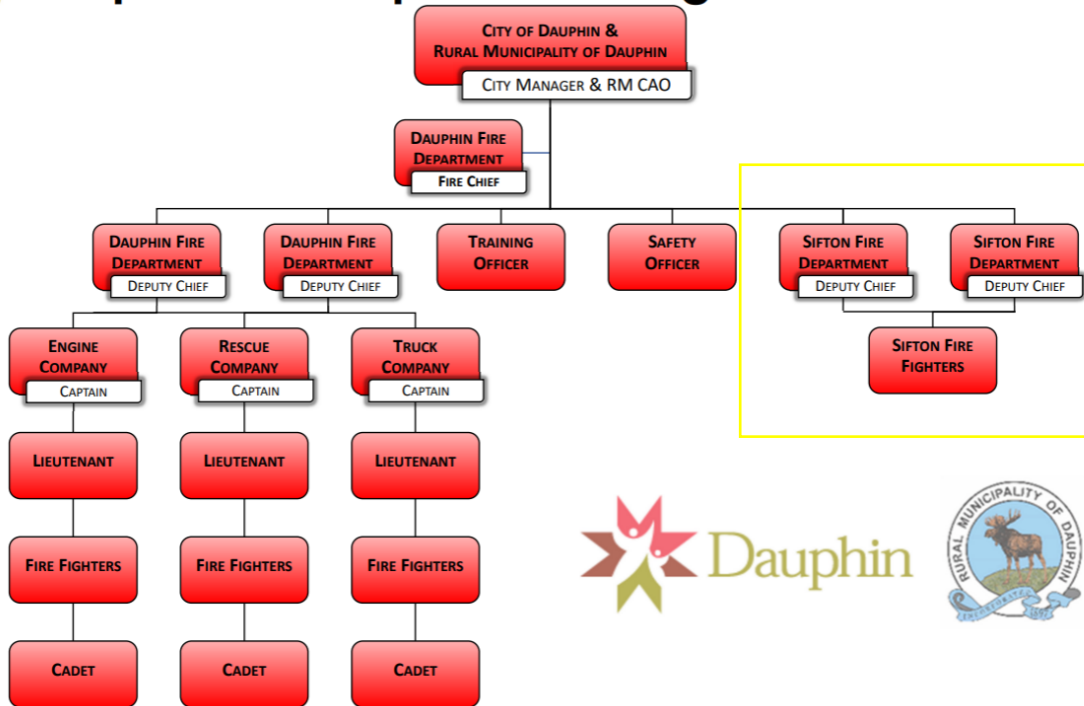 CITY OF DAUPHIN &
RURAL MUNICIPALITY OF DAUPHIN
CITY MANAGER & RM CAO
DAUPHIN FIRE
DEPARTMENT
FIRE CHIEF
DAUPHIN FIRE
DEPARTMENT
DEPUTY CHIEF
DAUPHIN FIRE
DEPARTMENT
DEPUTY CHIEF
TRAINING
OFFICER
SAFETY
OFFICER
SIFTON FIRE
DEPARTMENT
DEPUTY CHIEF
SIFTON FIRE
DEPARTMENT
DEPUTY CHIEF
ENGINE
COMPANY
CAPTAIN
RESCUE
COMPANY
CAPTAIN
TRUCK
COMPANY
CAPTAIN
SIFTON FIRE
FIGHTERS
LIEUTENANT
LIEUTENANT
LIEUTENANT
FIRE FIGHTERS
FIRE FIGHTERS
FIRE FIGHTERS
CADET
CADET
CADET
Dauphin
RURAL MUNICIPALITY OF DAUPHIN
INCORPORATED